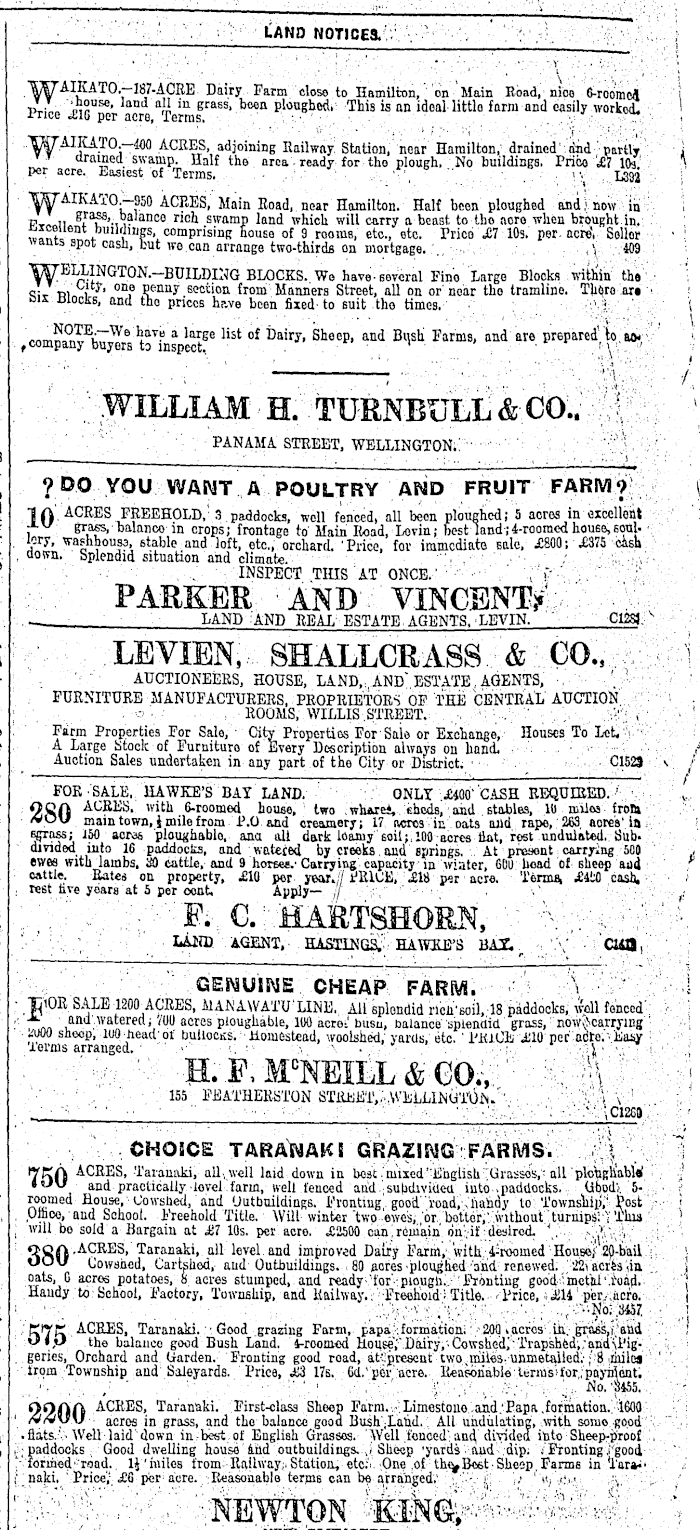 LAND NOTICES.
WAIKATO.—187-ACRE Dairy Farm close to Hamilton, on Main Road, nice 6-roomed
house, land all in grass, been ploughed. This is an ideal little farm and easily worked.
Price £16 per acre, Terms.
WAIKATO.—400 ACRES, adjoining Railway Station, near Hamilton, drained and partly
drained swamp. Half the area ready for the plough. No buildings. Price £7 10s.
per acre. Easiest of Terms. L392
WAIKATO.—950 ACRES, Main Road, near Hamilton. Half been ploughed and now in
grass, balance rich swamp land which will carry a beast to the acre when brought in.
Excellent buildings, comprising house of 9 rooms, etc., etc. Price £7 10s. per acre. Seller
wants spot cash, but we can arrange two-thirds on mortgage. 409
WELLINGTON.—BUILDING BLOCKS. We have several Fine Large Blocks within the
City, one penny section from Manners Street, all on or near the tramline. There are
Six Blocks, and the prices have been fixed to suit the times.
NOTE.—We have a large list of Dairy, Sheep, and Bush Farms, and are prepared to ac-
company buyers to inspect.
WILLIAM H. TURNBULL & CO.,
PANAMA STREET, WELLINGTON.
? DO YOU WANT A POULTRY AND FRUIT FARM?
10 ACRES FREEHOLD, 3 paddocks, well fenced, all been ploughed; 5 acres in excellent
grass, balance in crops; frontage to Main Road, Levin; best land; 4-roomed house, scul-
lery, washhouse, stable and loft, etc., orchard. Price, for immediate sale, £800; £375 cash
down. Splendid situation and climate.
INSPECT THIS AT ONCE.
PARKER AND VINCENT,
LAND AND REAL ESTATE AGENTS, LEVIN.
LEVIEN, SHALLCRASS & CO.,
AUCTIONEERS, HOUSE, LAND, AND ESTATE AGENTS,
FURNITURE MANUFACTURERS, PROPRIETORS OF THE CENTRAL AUCTION
ROOMS, WILLIS STREET.
Farm Properties For Sale, City Properties For Sale or Exchange, Houses To Let.
A Large Stock of Furniture of Every Description always on hand.
Auction Sales undertaken in any part of the City or District. C1523
FOR SALE, HAWKE'S BAY LAND. ONLY £400 CASH REQUIRED.
280 ACRES, with 6-roomed house, two whares, sheds, and stables, 10 miles from
main town, ½ mile from P.O. and creamery; 17 acres in oats and rape, 263 acres in
grass; 150 acres ploughable, and all dark loamy soil; 100 acres flat, rest undulated. Sub-
divided into 16 paddocks, and watered by creeks and springs. At present carrying 500
ewes with lambs, 30 cattle, and 9 horses. Carrying capacity in winter, 600 head of sheep and
cattle. Rates on property, £10 per year. PRICE, £18 per acre. Terms, cash,
rest five years at 5 per cent. Apply—
F. C. HARTSHORN,
LAND AGENT, HASTINGS, HAWKE'S BAY.
GENUINE CHEAP FARM.
FOR SALE 1200 ACRES, MANAWATU LINE. All splendid rich soil, 18 paddocks, well fenced
and watered; 700 acres ploughable, 100 acres bush, balance splendid grass, now carrying
2000 sheep, 100 head of bullocks. Homestead, woolshed, yards, etc. PRICE £10 per acre. Easy
Terms arranged.
H. F. McNEILL & CO.,
155 FEATHERSTON STREET, WELLINGTON.
C1260
CHOICE TARANAKI GRAZING FARMS.
750 ACRES, Taranaki, all well laid down in best mixed English Grasses, all ploughable
and practically level farm, well fenced and subdivided into paddocks. Good 5-
roomed House, Cowshed, and Outbuildings. Fronting good road, handy to Township, Post
Office, and School. Freehold Title. Will winter two ewes, or better, without turnips. This
will be sold a Bargain at £7 10s. per acre. £2500 can remain on if desired.
380 ACRES, Taranaki, all level and improved Dairy Farm, with 4-roomed House, 20-bail
Cowshed, Cartshed, and Outbuildings. 80 acres ploughed and renewed. 22 acres in
oats, 6 acres potatoes, 8 acres stumped, and ready for plough. Fronting good metal road.
Handy to School, Factory, Township, and Railway. Freehold Title. Price, £14 per acre.
No. 3457
575 ACRES, Taranaki. Good grazing Farm, papa formation. 200 acres in grass, and
the balance good Bush Land. 4-roomed House, Dairy, Cowshed, Trapshed, and Pig-
geries, Orchard and Garden. Fronting good road, at present two miles unmetalled. 8 miles
from Township and Saleyards. Price, £3 17s. 6d. per acre. Reasonable terms for payment.
No. 3455.
2200 ACRES, Taranaki. First-class Sheep Farm. Limestone and Papa formation. 1600
acres in grass, and the balance good Bush Land. All undulating, with some good
flats. Well laid down in best of English Grasses. Well fenced and divided into Sheep-proof
paddocks Good dwelling house and outbuildings. Sheep yards and dip. Fronting good
formed road. 1½ miles from Railway Station, etc. One of the Best Sheep Farms in Tara-
naki. Price, £6 per acre. Reasonable terms can be arranged.
NEWTON KING,